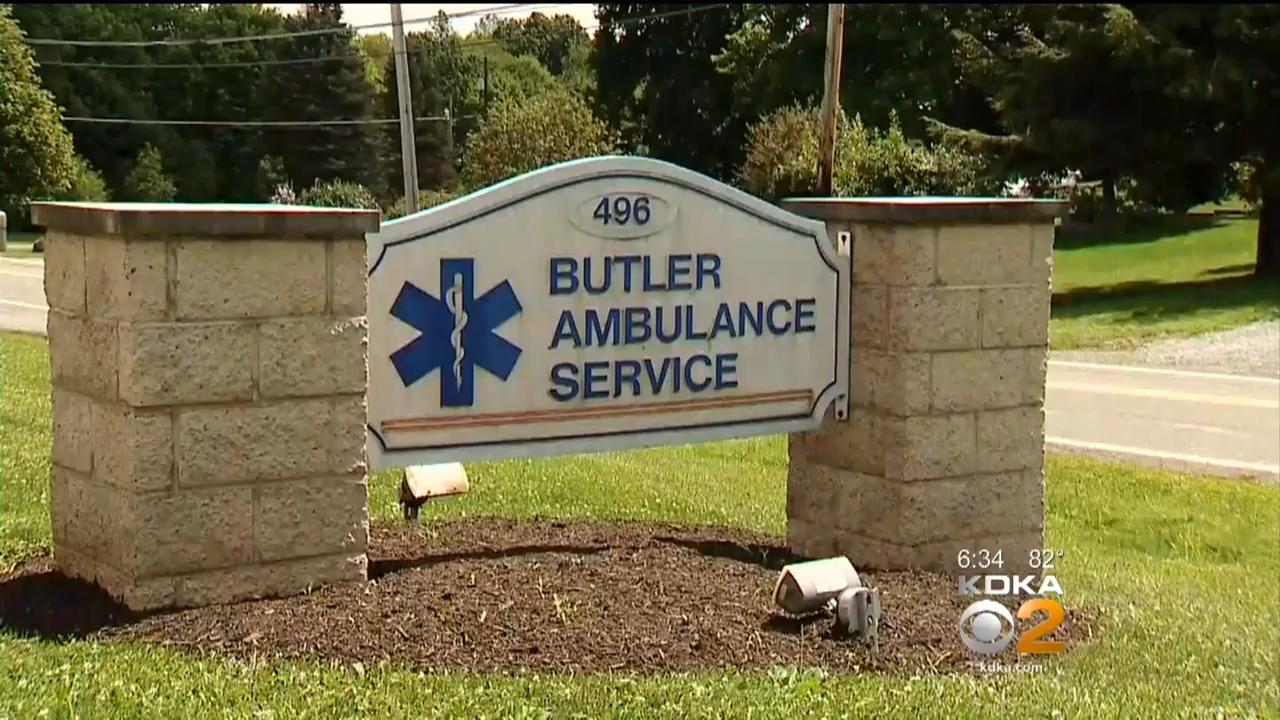 496
BUTLER
AMBULANCE
SERVICE
6:34 82°
KDKA
2
kdka.com